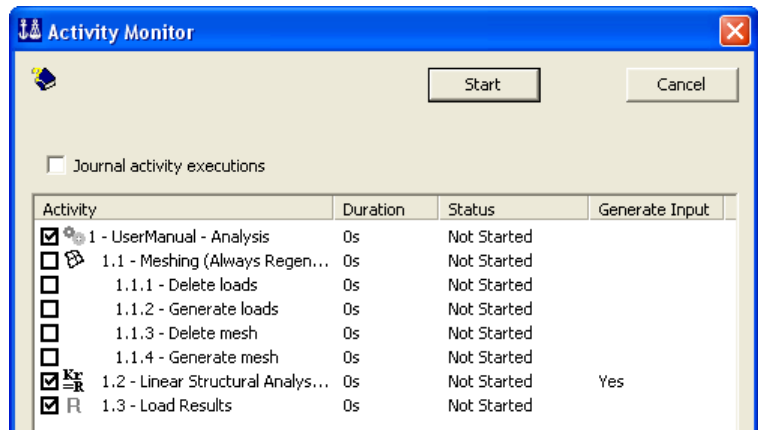 Activity Monitor
Start Cancel
Journal activity executions
Activity Duration Status Generate Input
1 - UserManual - Analysis 0s Not Started
1.1 - Meshing (Always Regen... 0s Not Started
1.1.1 - Delete loads 0s Not Started
1.1.2 - Generate loads 0s Not Started
1.1.3 - Delete mesh 0s Not Started
1.1.4 - Generate mesh 0s Not Started
Kr=R 1.2 - Linear Structural Analys... 0s Not Started Yes
R 1.3 - Load Results 0s Not Started